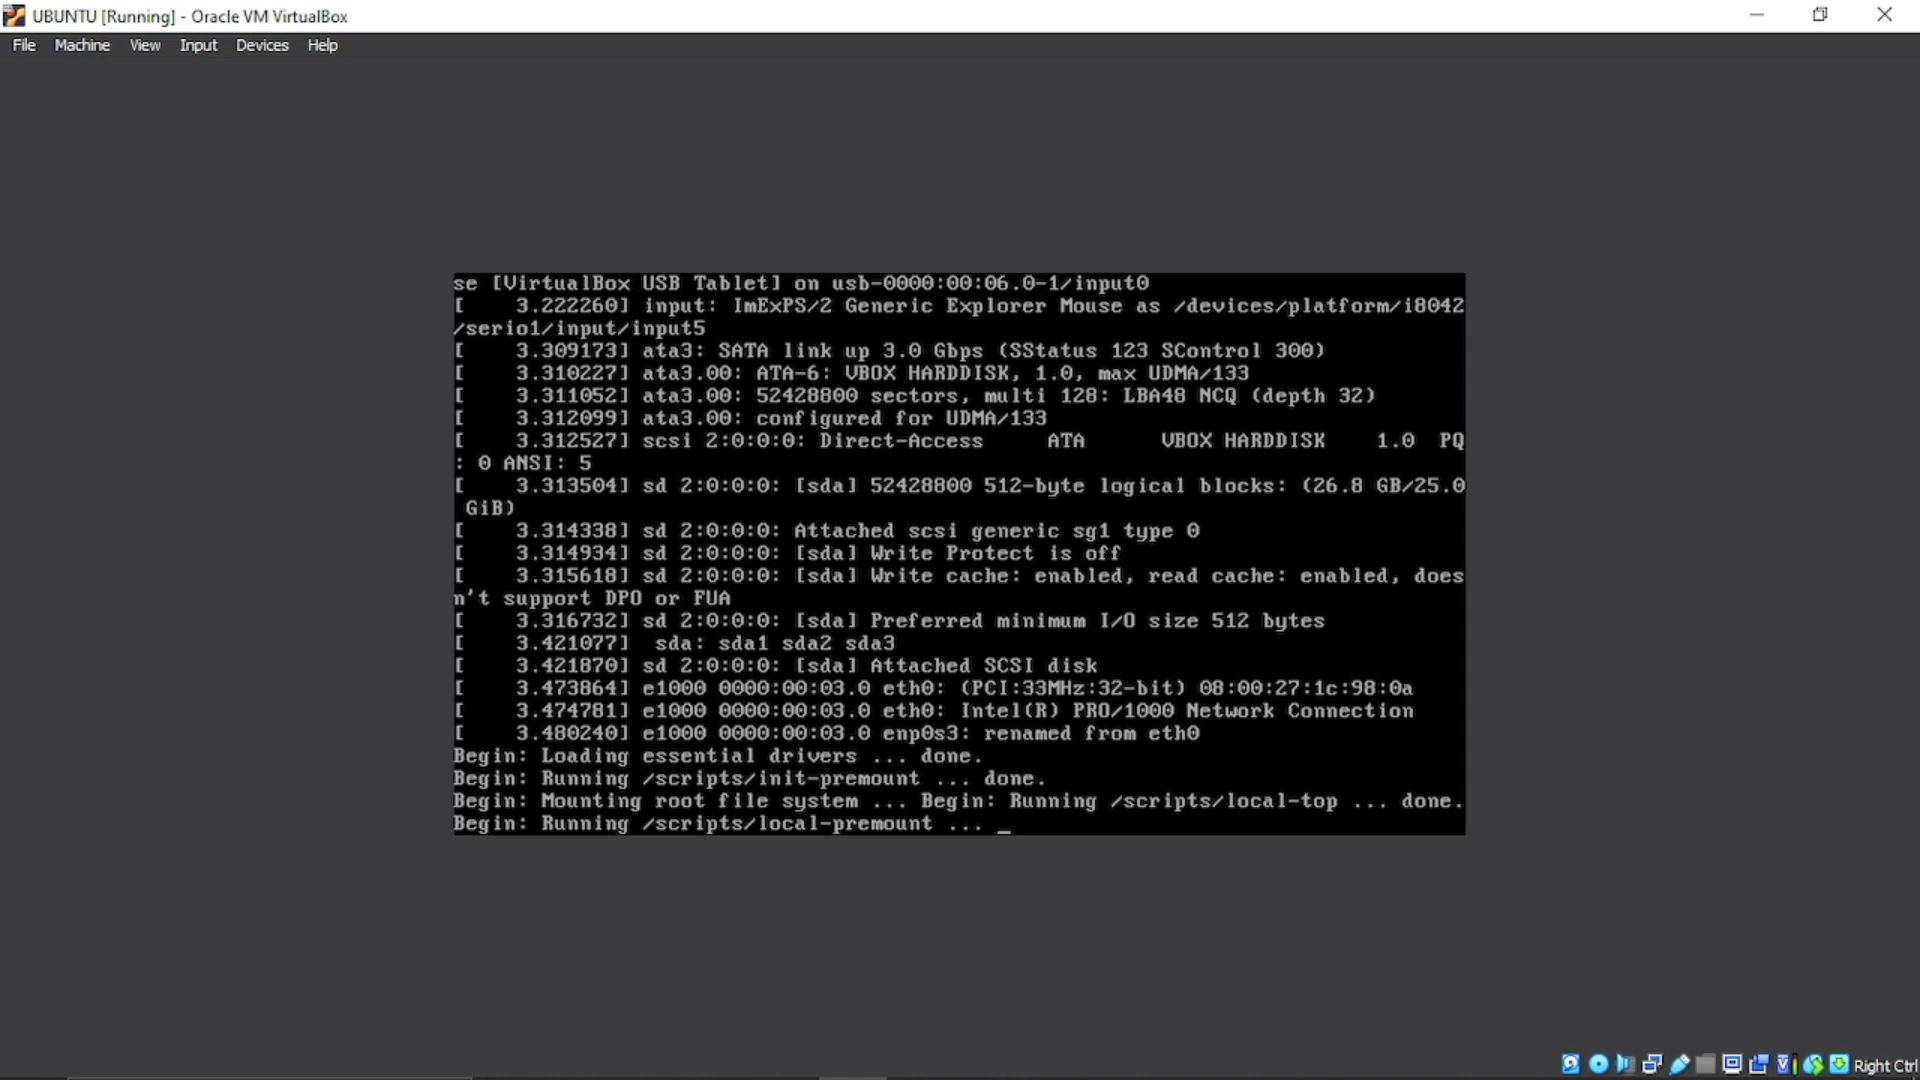 UBUNTU [Running] - Oracle VM VirtualBox
File Machine View Input Devices Help
se [VirtualBox USB Tablet] on usb-0000:00:06.0-1/input0
[    3.222260] input: ImExPS/2 Generic Explorer Mouse as /devices/platform/i8042
/serio1/input/input5
[    3.309173] ata3: SATA link up 3.0 Gbps (SStatus 123 SControl 300)
[    3.310227] ata3.00: ATA-6: VBOX HARDDISK, 1.0, max UDMA/133
[    3.311052] ata3.00: 52428800 sectors, multi 128: LBA48 NCQ (depth 32)
[    3.312099] ata3.00: configured for UDMA/133
[    3.312527] scsi 2:0:0:0: Direct-Access     ATA      VBOX HARDDISK    1.0  PQ
: 0 ANSI: 5
[    3.313504] sd 2:0:0:0: [sda] 52428800 512-byte logical blocks: (26.8 GB/25.0
 GiB)
[    3.314338] sd 2:0:0:0: Attached scsi generic sg1 type 0
[    3.314934] sd 2:0:0:0: [sda] Write Protect is off
[    3.315618] sd 2:0:0:0: [sda] Write cache: enabled, read cache: enabled, does
n't support DPO or FUA
[    3.316732] sd 2:0:0:0: [sda] Preferred minimum I/O size 512 bytes
[    3.421077]  sda: sda1 sda2 sda3
[    3.421870] sd 2:0:0:0: [sda] Attached SCSI disk
[    3.473864] e1000 0000:00:03.0 eth0: (PCI:33MHz:32-bit) 08:00:27:1c:98:0a
[    3.474781] e1000 0000:00:03.0 eth0: Intel(R) PRO/1000 Network Connection
[    3.480240] e1000 0000:00:03.0 enp0s3: renamed from eth0
Begin: Loading essential drivers ... done.
Begin: Running /scripts/init-premount ... done.
Begin: Mounting root file system ... Begin: Running /scripts/local-top ... done.
Begin: Running /scripts/local-premount ... _
Right Ctrl